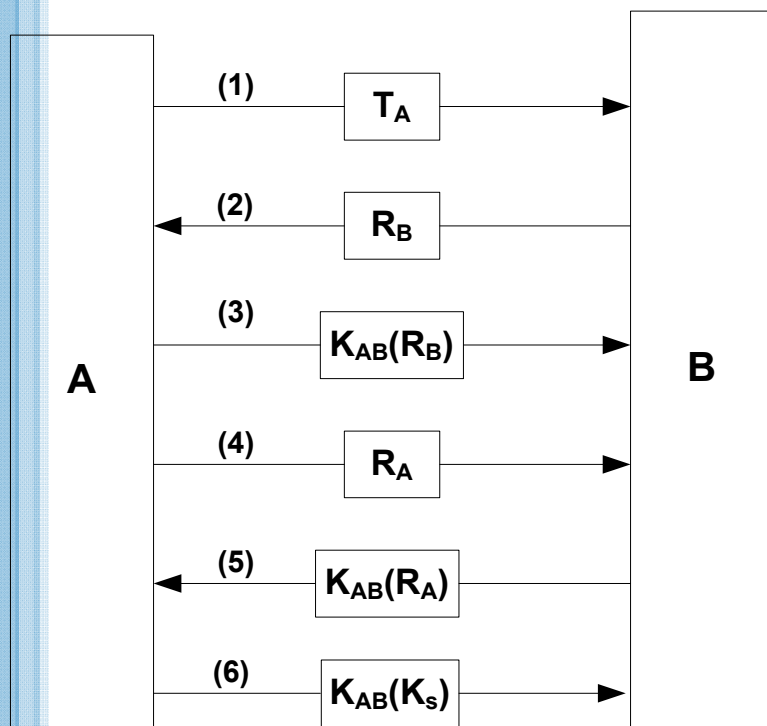 (1)
T_A
(2)
R_B
(3)
K_AB(R_B)
A
B
(4)
R_A
(5)
K_AB(R_A)
(6)
K_AB(K_s)